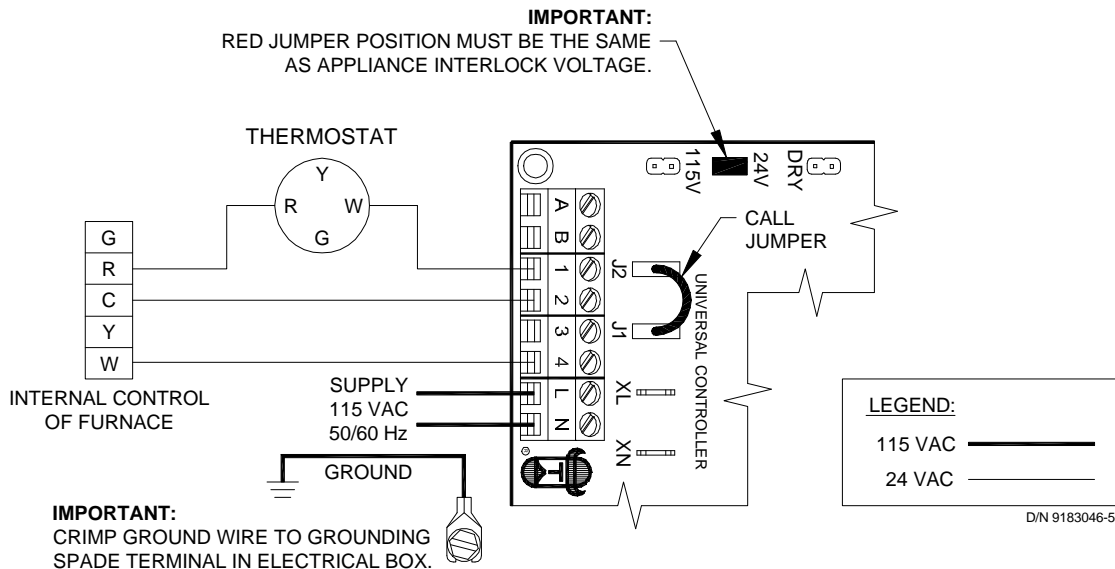 IMPORTANT:
RED JUMPER POSITION MUST BE THE SAME
AS APPLIANCE INTERLOCK VOLTAGE.
THERMOSTAT
Y
R W
G
G
R
C
Y
W
INTERNAL CONTROL
OF FURNACE
115V
24V
DRY
A
B
1
2
3
4
L
N
J2
J1
CALL
JUMPER
UNIVERSAL CONTROLLER
XL
XN
SUPPLY
115 VAC
50/60 Hz
GROUND
IMPORTANT:
CRIMP GROUND WIRE TO GROUNDING
SPADE TERMINAL IN ELECTRICAL BOX.
LEGEND:
115 VAC
24 VAC
D/N 9183046-5